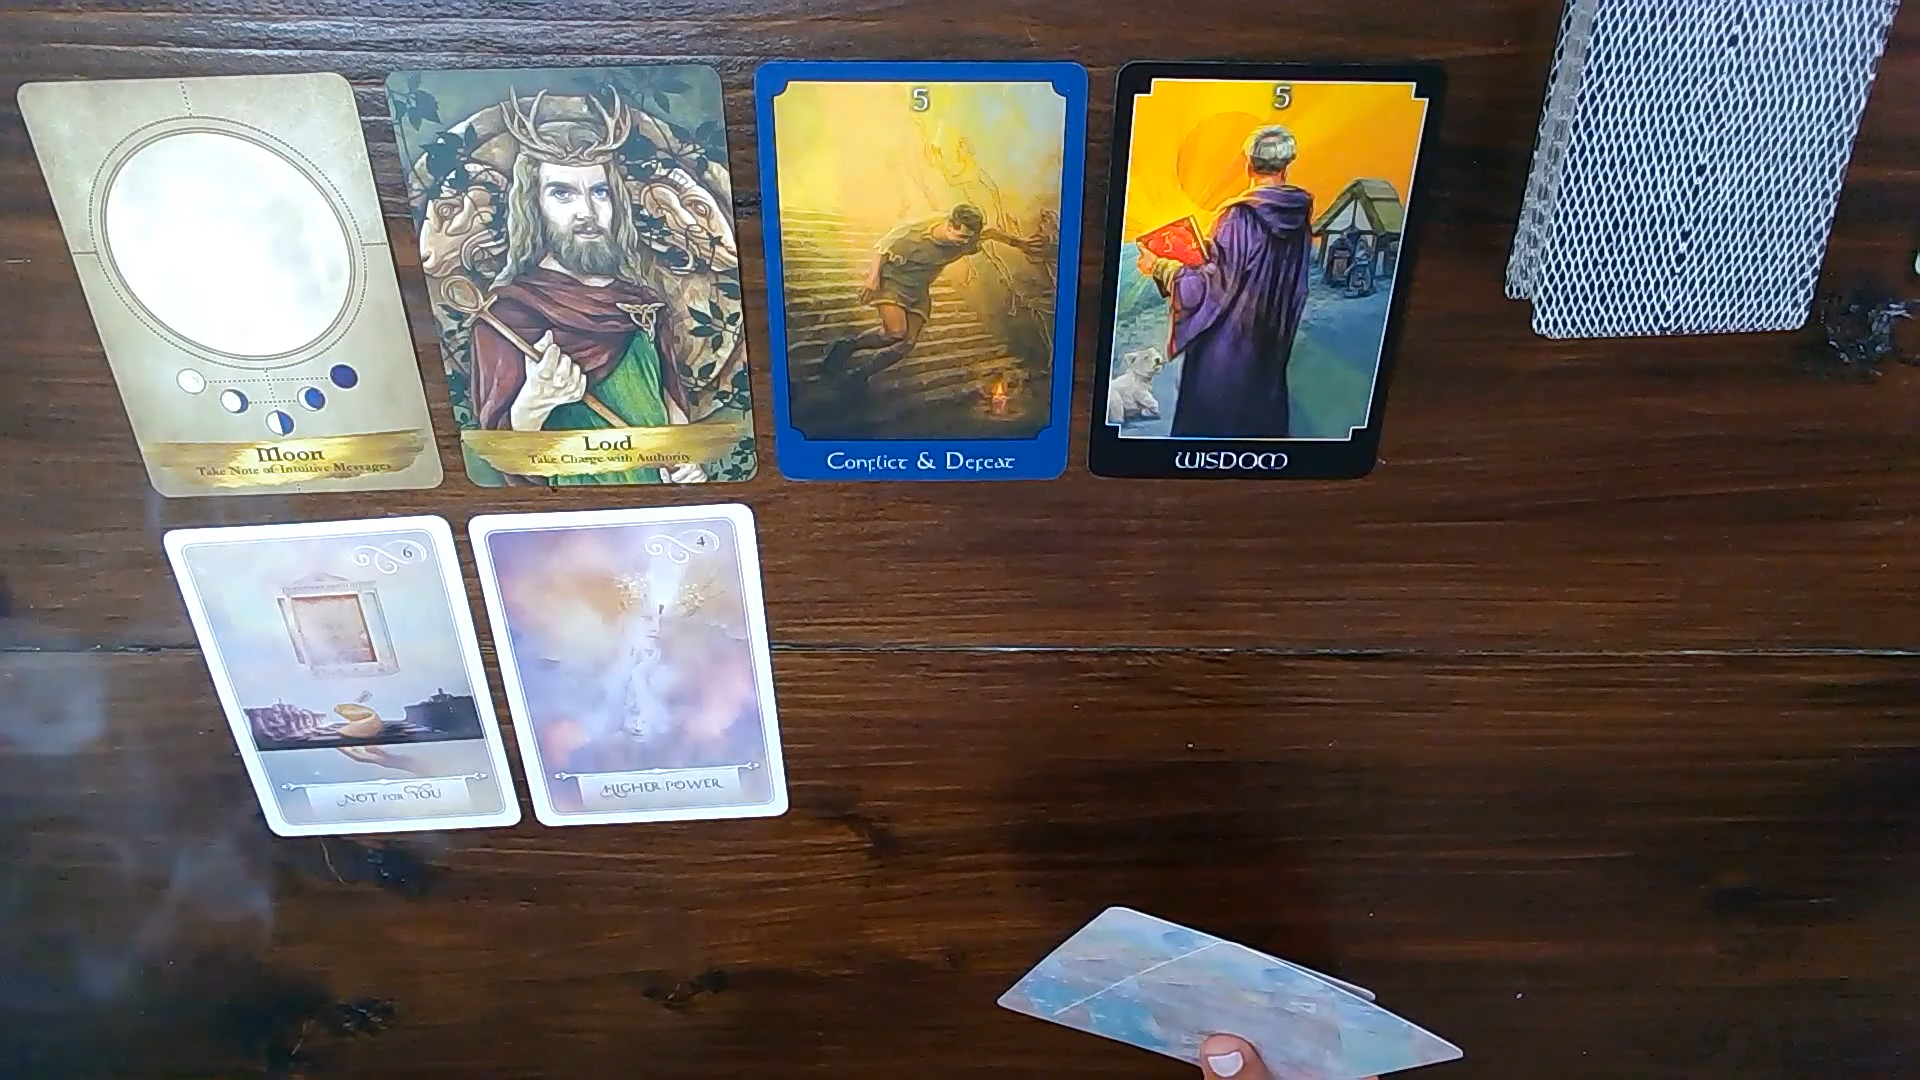 Moon
Take Note of Intuitive Messages
Lord
Take Charge with Authority
5
Conflict & Defeat
5
WISDOM
6
NOT FOR YOU
4
HIGHER POWER